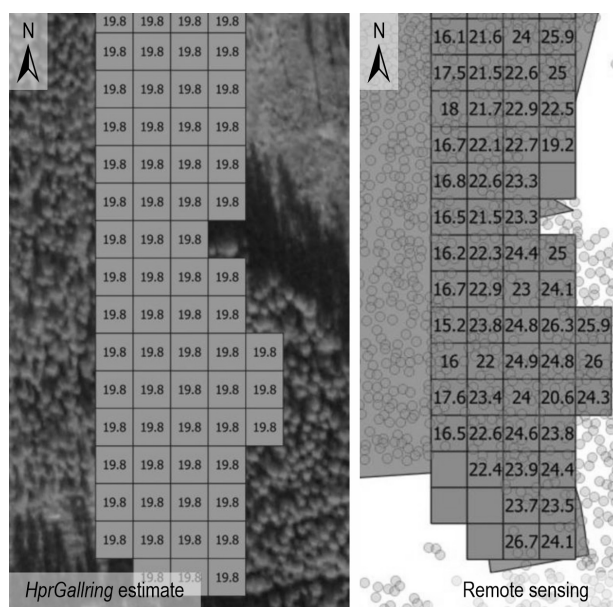 N
19.8 19.8 19.8 19.8
19.8 19.8 19.8 19.8
19.8 19.8 19.8 19.8
19.8 19.8 19.8 19.8
19.8 19.8 19.8 19.8
19.8 19.8 19.8 19.8
19.8 19.8 19.8
19.8 19.8 19.8 19.8
19.8 19.8 19.8 19.8
19.8 19.8 19.8 19.8 19.8
19.8 19.8 19.8 19.8 19.8
19.8 19.8 19.8 19.8 19.8
19.8 19.8 19.8 19.8
19.8 19.8 19.8 19.8
19.8 19.8 19.8 19.8
19.8 19.8 19.8
HprGallring estimate
N
16.1 21.6 24 25.9
17.5 21.5 22.6 25
18 21.7 22.9 22.5
16.7 22.1 22.7 19.2
16.8 22.6 23.3
16.5 21.5 23.3
16.2 22.3 24.4 25
16.7 22.9 23 24.1
15.2 23.8 24.8 26.3 25.9
16 22 24.9 24.8 26
17.6 23.4 24 20.6 24.3
16.5 22.6 24.6 23.8
22.4 23.9 24.4
23.7 23.5
26.7 24.1
Remote sensing